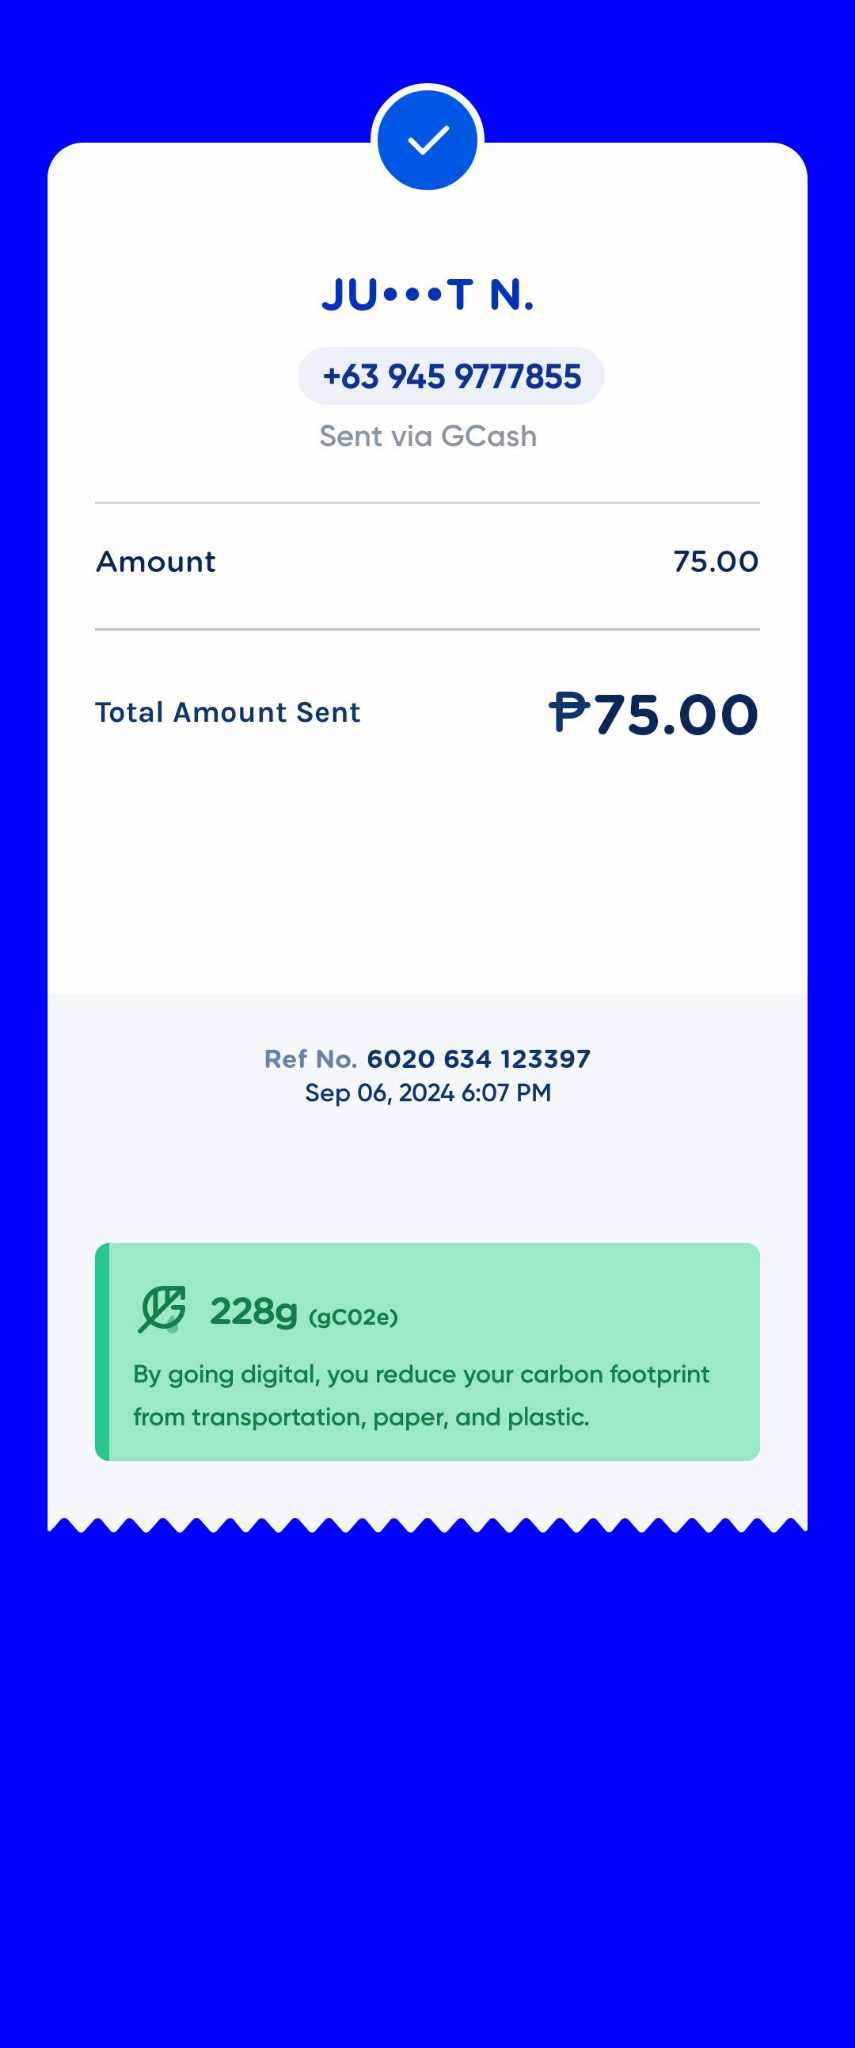 JU•••T N.
+63 945 9777855
Sent via GCash
Amount 75.00
Total Amount Sent ₱75.00
Ref No. 6020 634 123397
Sep 06, 2024 6:07 PM
228g (gC02e)
By going digital, you reduce your carbon footprint
from transportation, paper, and plastic.